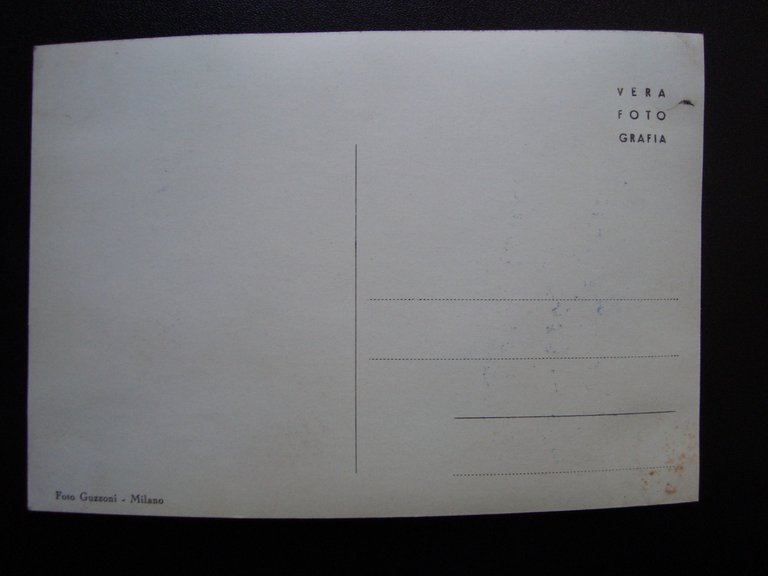 VERA
FOTO
GRAFIA
Foto Guzzoni - Milano